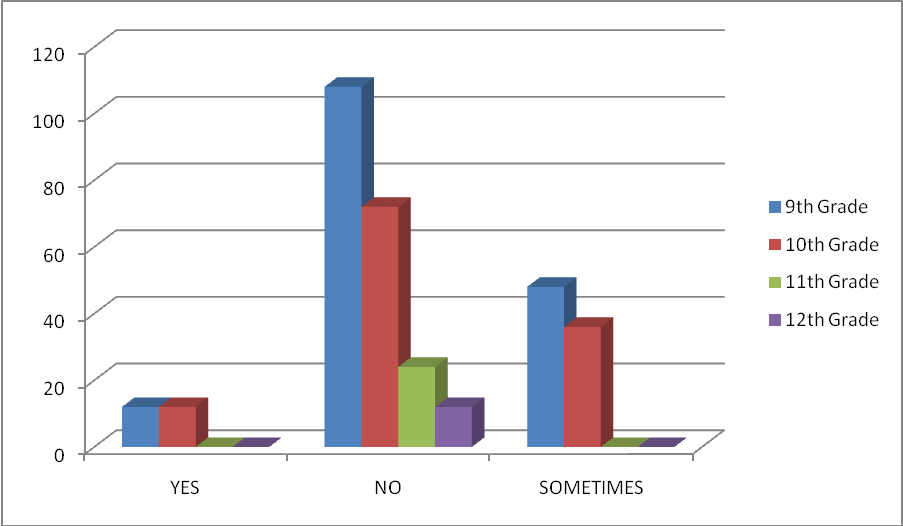 120
100
80
60
40
20
0
YES NO SOMETIMES
9th Grade
10th Grade
11th Grade
12th Grade